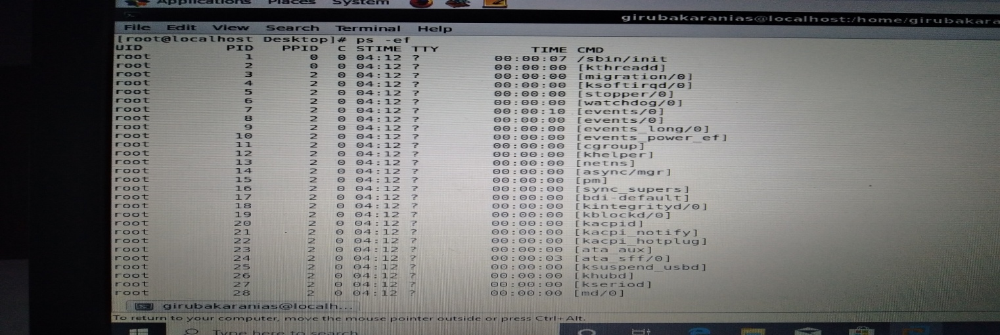 Applications Places System
girubakaranias@localhost:/home/girubakara
File Edit View Search Terminal Help
[root@localhost Desktop]# ps -ef
UID PID PPID C STIME TTY TIME CMD
root 1 0 0 04:12 ? 00:00:07 /sbin/init
root 2 0 0 04:12 ? 00:00:00 [kthreadd]
root 3 2 0 04:12 ? 00:00:00 [migration/0]
root 4 2 0 04:12 ? 00:00:00 [ksoftirqd/0]
root 5 2 0 04:12 ? 00:00:00 [stopper/0]
root 6 2 0 04:12 ? 00:00:00 [watchdog/0]
root 7 2 0 04:12 ? 00:00:10 [events/0]
root 8 2 0 04:12 ? 00:00:00 [events/0]
root 9 2 0 04:12 ? 00:00:00 [events_long/0]
root 10 2 0 04:12 ? 00:00:00 [events_power_ef]
root 11 2 0 04:12 ? 00:00:00 [cgroup]
root 12 2 0 04:12 ? 00:00:00 [khelper]
root 13 2 0 04:12 ? 00:00:00 [netns]
root 14 2 0 04:12 ? 00:00:00 [async/mgr]
root 15 2 0 04:12 ? 00:00:00 [pm]
root 16 2 0 04:12 ? 00:00:00 [sync_supers]
root 17 2 0 04:12 ? 00:00:00 [bdi-default]
root 18 2 0 04:12 ? 00:00:00 [kintegrityd/0]
root 19 2 0 04:12 ? 00:00:00 [kblockd/0]
root 20 2 0 04:12 ? 00:00:00 [kacpid]
root 21 2 0 04:12 ? 00:00:00 [kacpi_notify]
root 22 2 0 04:12 ? 00:00:00 [kacpi_hotplug]
root 23 2 0 04:12 ? 00:00:00 [ata_aux]
root 24 2 0 04:12 ? 00:00:03 [ata_sff/0]
root 25 2 0 04:12 ? 00:00:00 [ksuspend_usbd]
root 26 2 0 04:12 ? 00:00:00 [khubd]
root 27 2 0 04:12 ? 00:00:00 [kseriod]
root 28 2 0 04:12 ? 00:00:00 [md/0]
girubakaranias@localh...
To return to your computer, move the mouse pointer outside or press Ctrl+Alt.
Type here to search